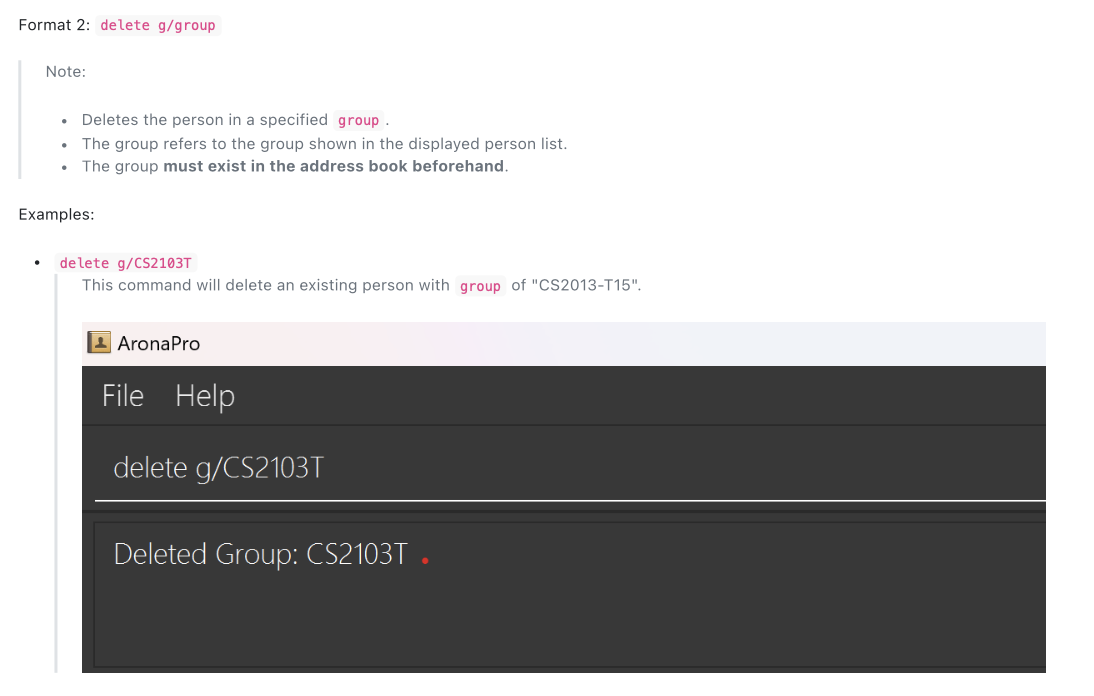 Format 2: delete g/group
Note:
• Deletes the person in a specified group .
• The group refers to the group shown in the displayed person list.
• The group must exist in the address book beforehand.
Examples:
• delete g/CS2103T
This command will delete an existing person with group of "CS2013-T15".
AronaPro
File Help
delete g/CS2103T
Deleted Group: CS2103T